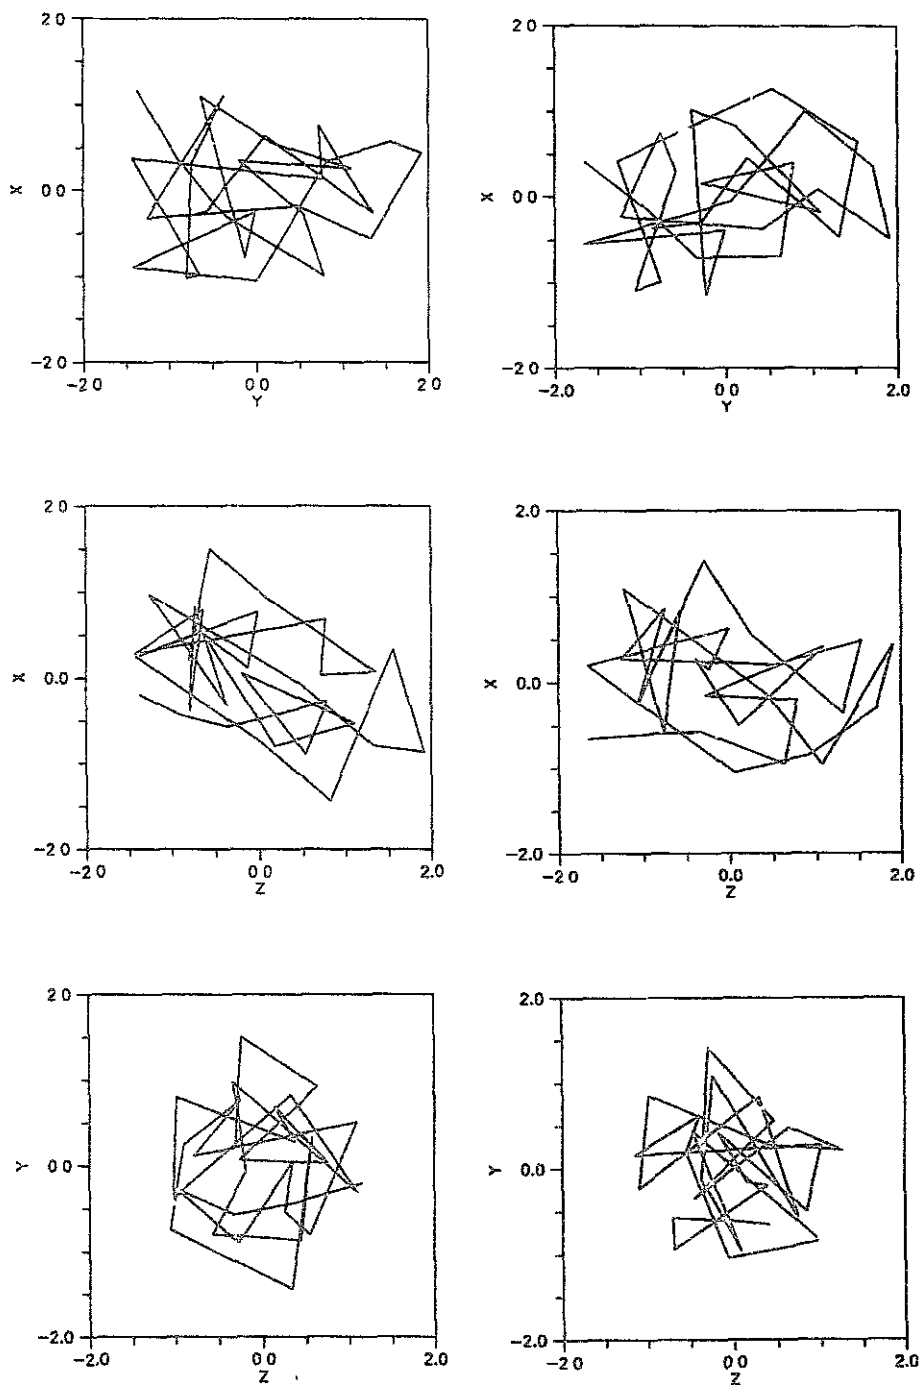 2 0 2 0
X 0 0 X 0 0
-2 0 -2 0
-2 0 0 0 2 0 -2 0 0 0 2.0
Y Y
2 0 2.0
X 0.0 X 0.0
-2 0 -2.0
-2 0 0 0 2.0 -2 0 0.0 2.0
Z Z
2 0 2.0
Y 0 0 Y 0.0
-2.0 -2.0
-2 0 0 0 2.0 -2 0 0 0 2 0
Z Z